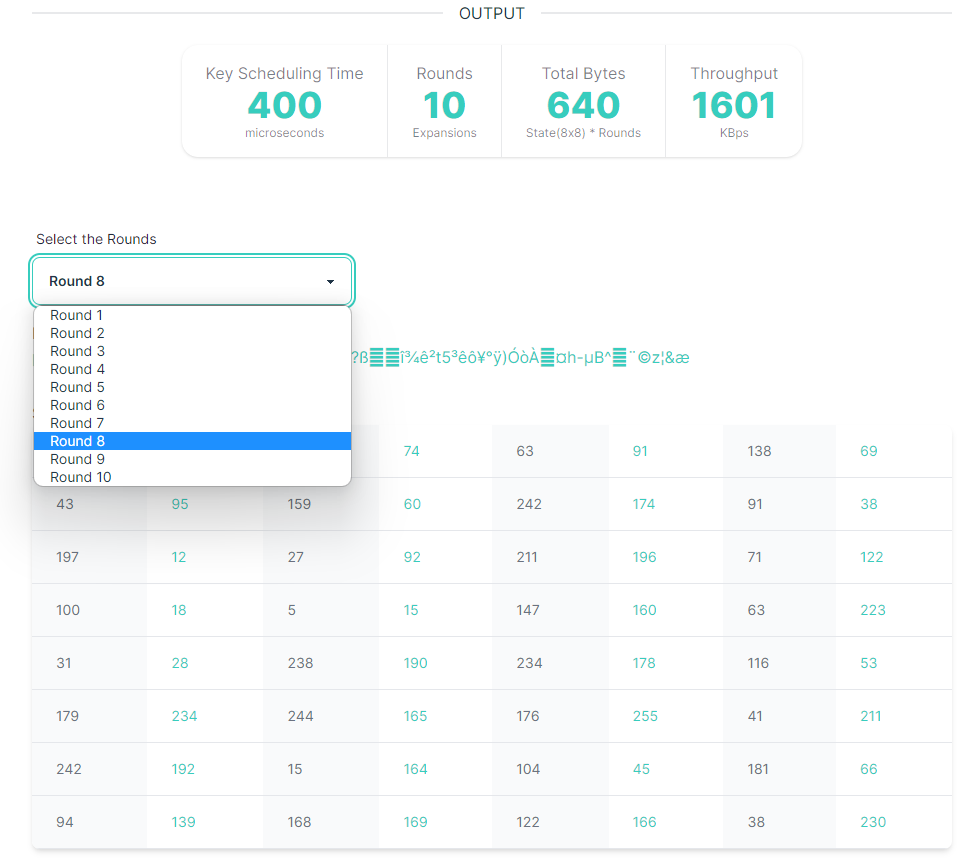 OUTPUT
Key Scheduling Time
400
microseconds
Rounds
10
Expansions
Total Bytes
640
State(8x8) * Rounds
Throughput
1601
KBps
Select the Rounds
Round 8
Round 1
Round 2
Round 3
Round 4
Round 5
Round 6
Round 7
Round 8
Round 9
Round 10
?ß î¾ê²t5³êô¥°ÿ)ÓòÀ ¤h-µB^ ¨©z¦&æ
74 63 91 138 69
43 95 159 60 242 174 91 38
197 12 27 92 211 196 71 122
100 18 5 15 147 160 63 223
31 28 238 190 234 178 116 53
179 234 244 165 176 255 41 211
242 192 15 164 104 45 181 66
94 139 168 169 122 166 38 230